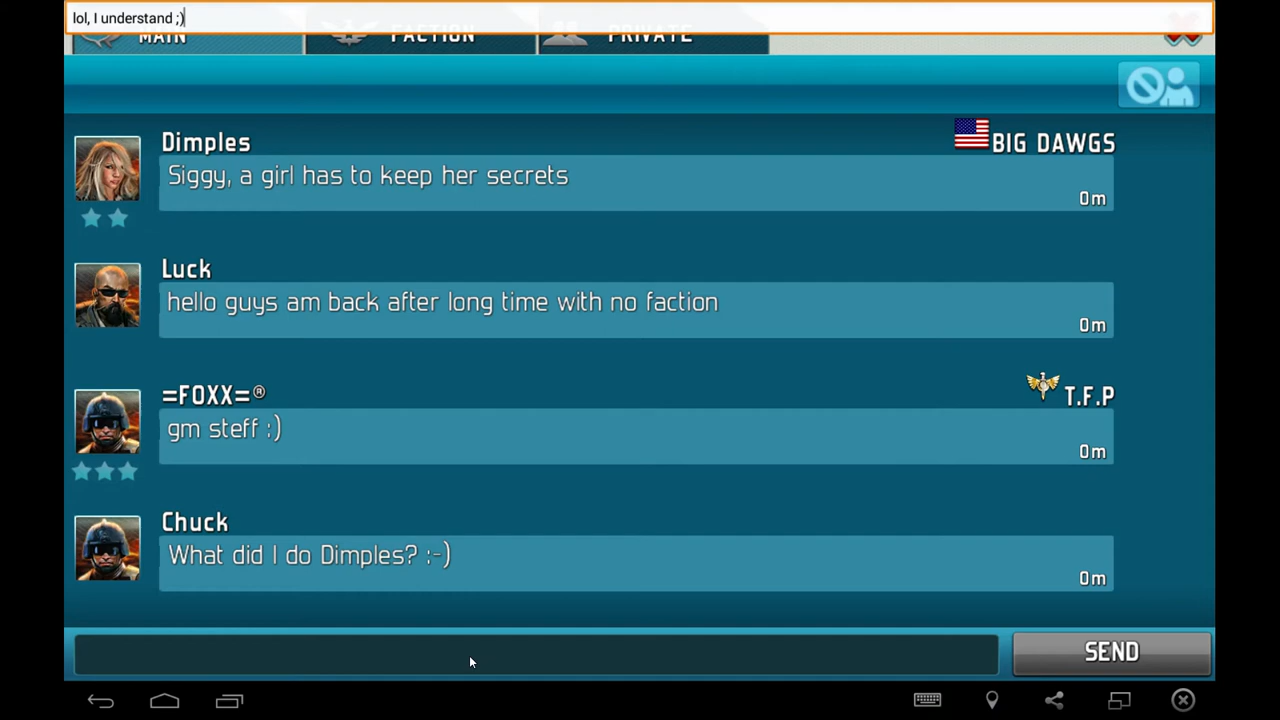 lol, I understand ;)
MAIN
FACTION
PRIVATE
Dimples
BIG DAWGS
Siggy, a girl has to keep her secrets
0m
Luck
hello guys am back after long time with no faction
0m
=FOXX=®
T.F.P
gm steff :)
0m
Chuck
What did I do Dimples? :-)
0m
SEND